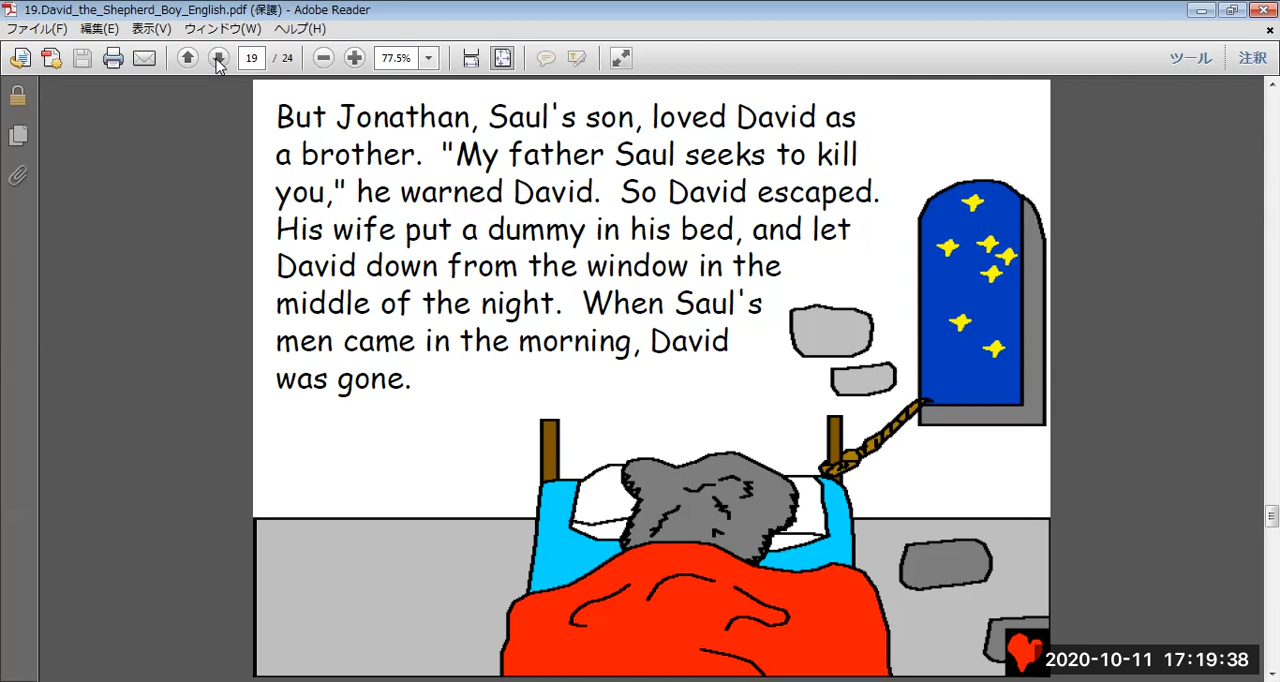 19.David_the_Shepherd_Boy_English.pdf (保護) - Adobe Reader
ファイル(F) 編集(E) 表示(V) ウィンドウ(W) ヘルプ(H)
19 / 24 77.5% ツール 注釈
But Jonathan, Saul's son, loved David as
a brother. "My father Saul seeks to kill
you," he warned David. So David escaped.
His wife put a dummy in his bed, and let
David down from the window in the
middle of the night. When Saul's
men came in the morning, David
was gone.
2020-10-11 17:19:38